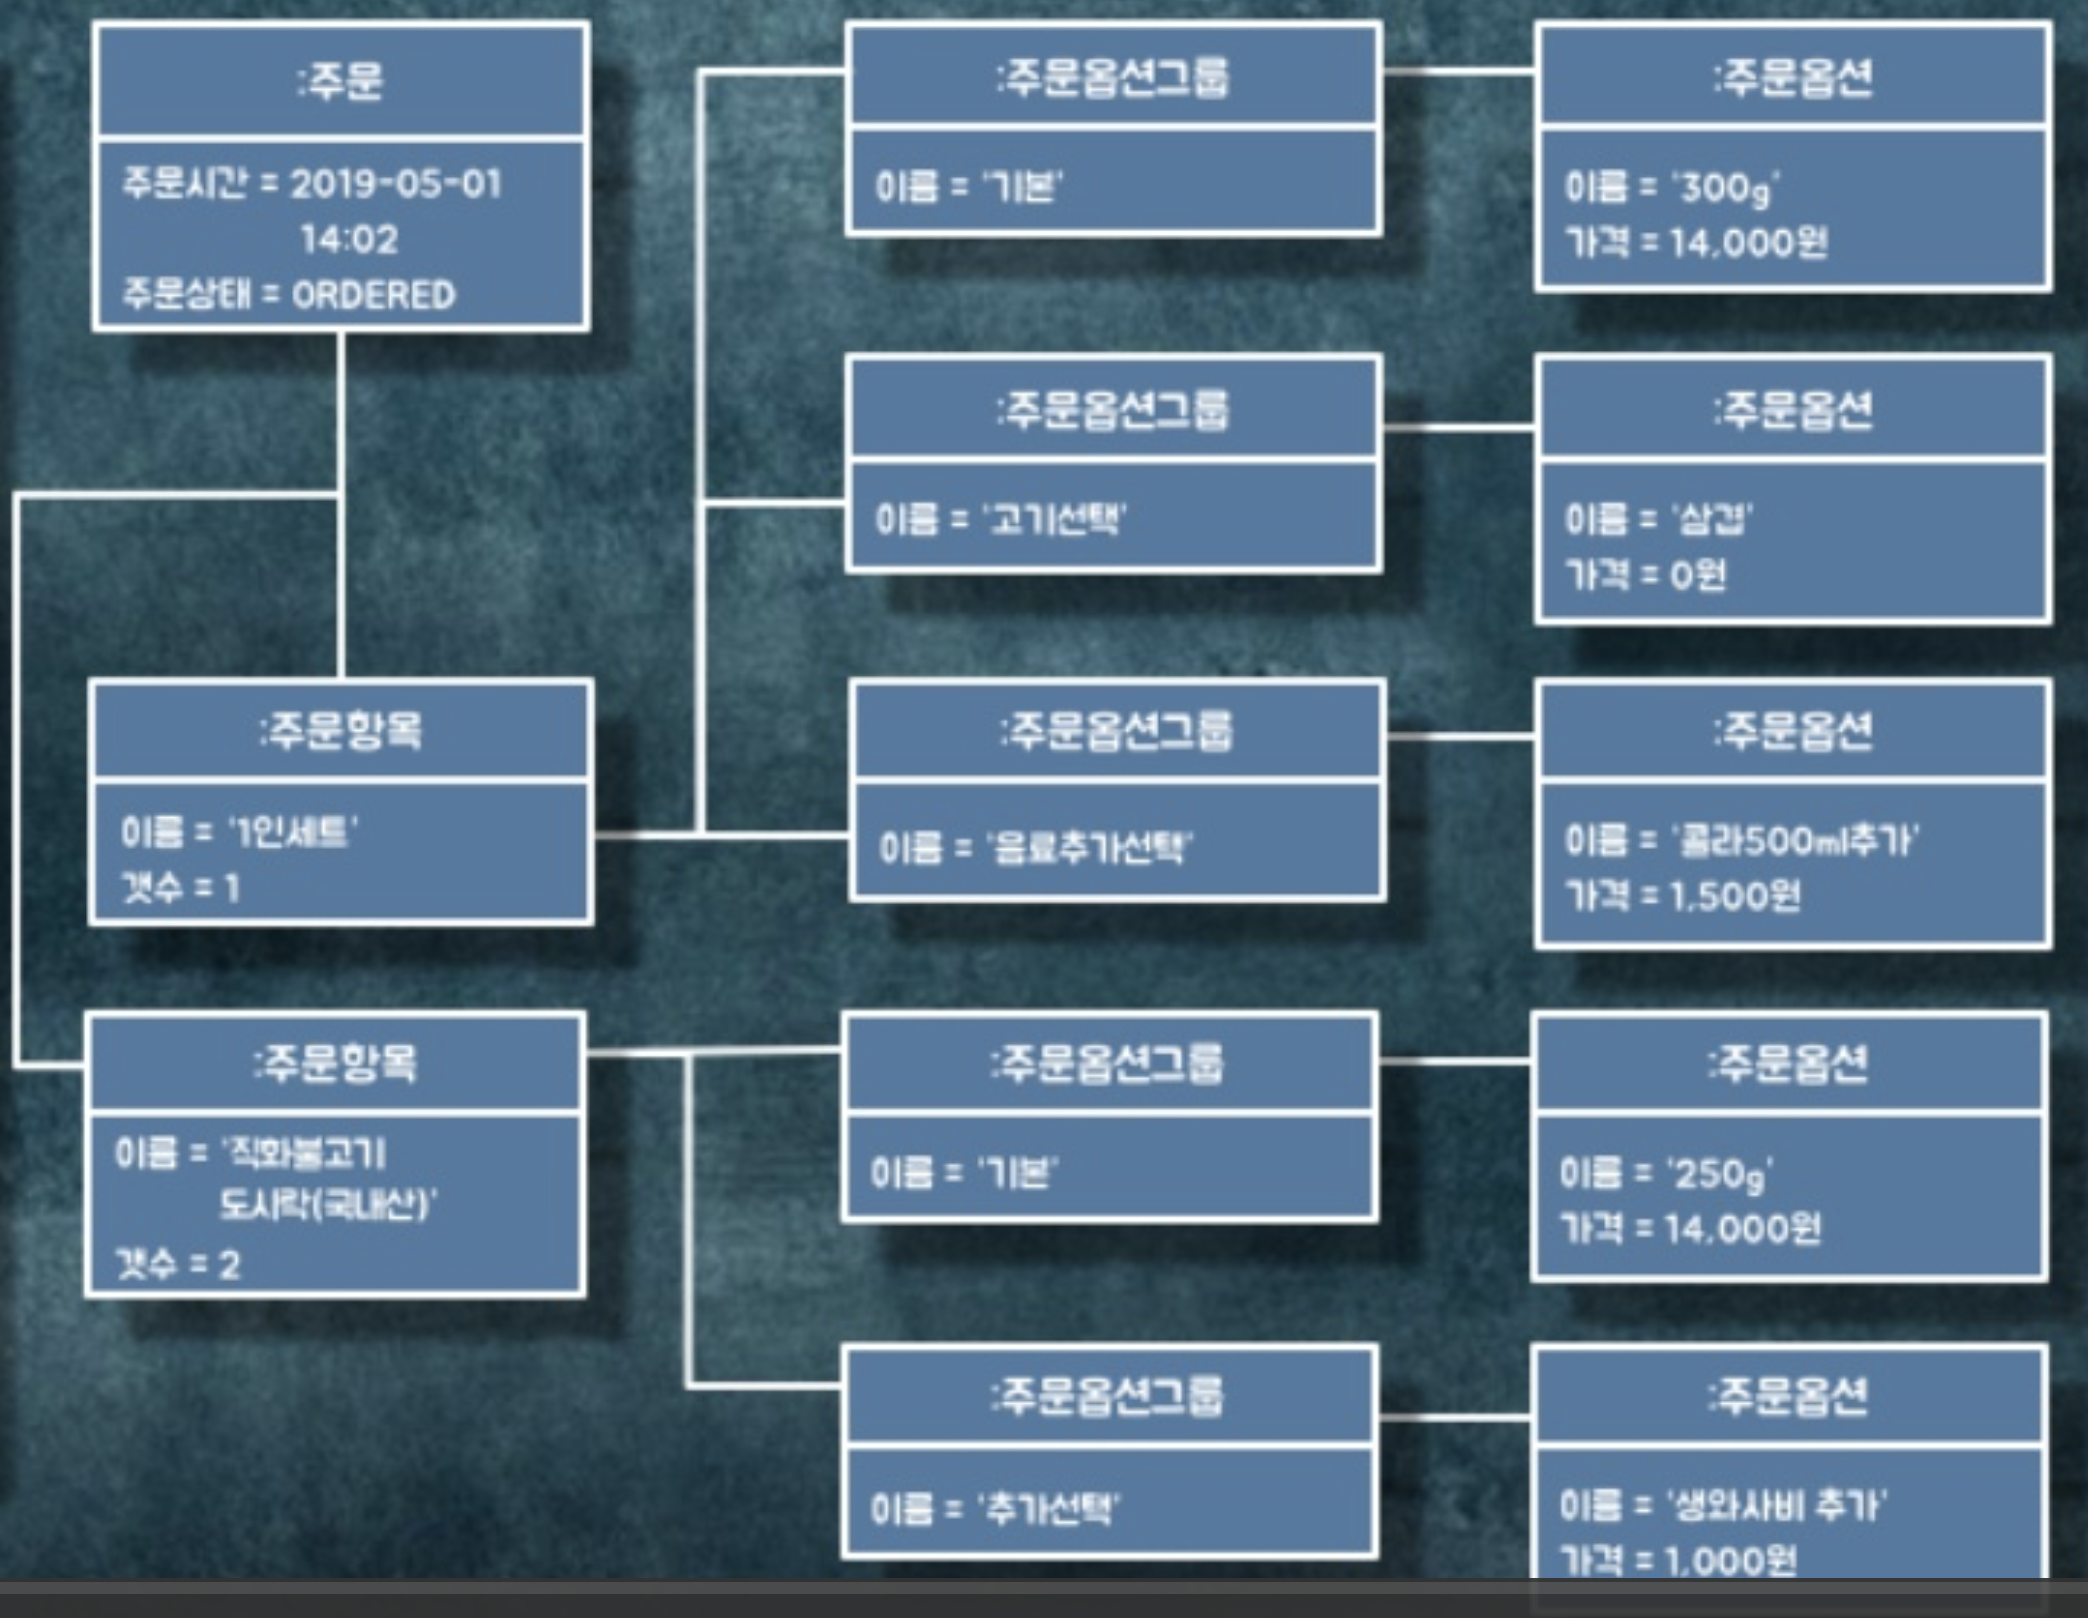 :주문
주문시간 = 2019-05-01
14:02
주문상태 = ORDERED
:주문항목
이름 = '1인세트'
갯수 = 1
:주문옵션그룹
이름 = '기본'
:주문옵션
이름 = '300g'
가격 = 14,000원
:주문옵션그룹
이름 = '고기선택'
:주문옵션
이름 = '삼겹'
가격 = 0원
:주문옵션그룹
이름 = '음료추가선택'
:주문옵션
이름 = '콜라500ml추가'
가격 = 1,500원
:주문항목
이름 = '직화불고기
도시락(국내산)'
갯수 = 2
:주문옵션그룹
이름 = '기본'
:주문옵션
이름 = '250g'
가격 = 14,000원
:주문옵션그룹
이름 = '추가선택'
:주문옵션
이름 = '생와사비 추가'
가격 = 1,000원